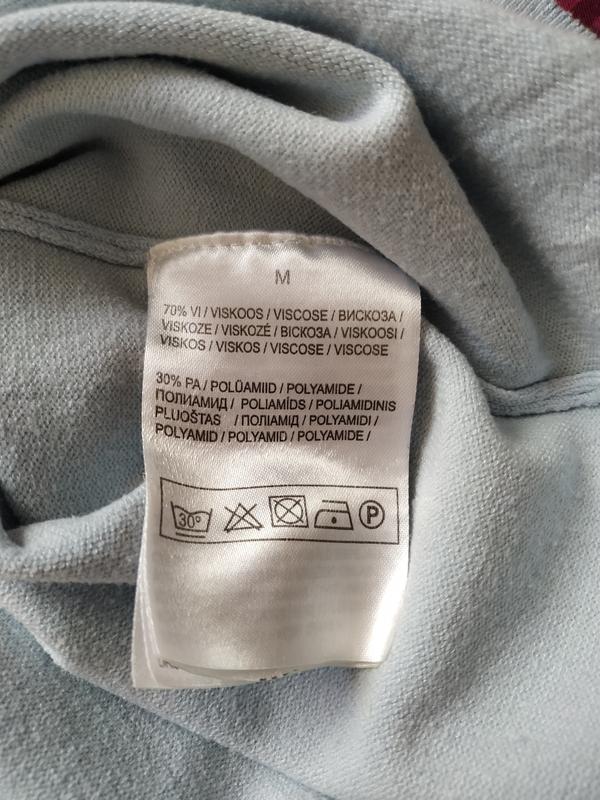 M
70% VI / VISKOOS / VISCOSE / ВИСКОЗА /
VISKOZE / VISKOZĖ / ВІСКОЗА / VISKOOSI /
VISKOS / VISKOS / VISCOSE / VISCOSE
30% PA / POLÜAMIID / POLYAMIDE /
ПОЛИАМИД / POLIAMĪDS / POLIAMIDINIS
PLUOŠTAS / ПОЛІАМІД / POLYAMIDI /
POLYAMID / POLYAMID / POLYAMIDE /
30° P